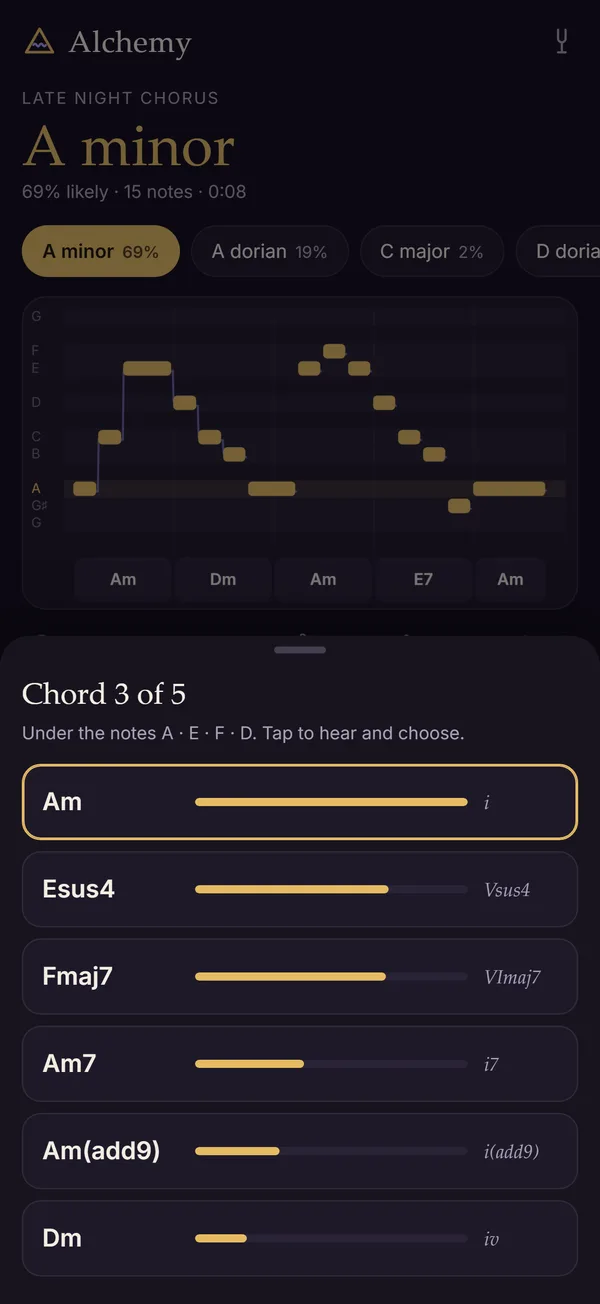 Alchemy
LATE NIGHT CHORUS
A minor
69% likely · 15 notes · 0:08
A minor 69% A dorian 19% C major 2% D doria
G
F
E
D
C
B
A
G♯
G
Am Dm Am E7 Am
Chord 3 of 5
Under the notes A · E · F · D. Tap to hear and choose.
Am i
Esus4 Vsus4
Fmaj7 VImaj7
Am7 i7
Am(add9) i(add9)
Dm iv